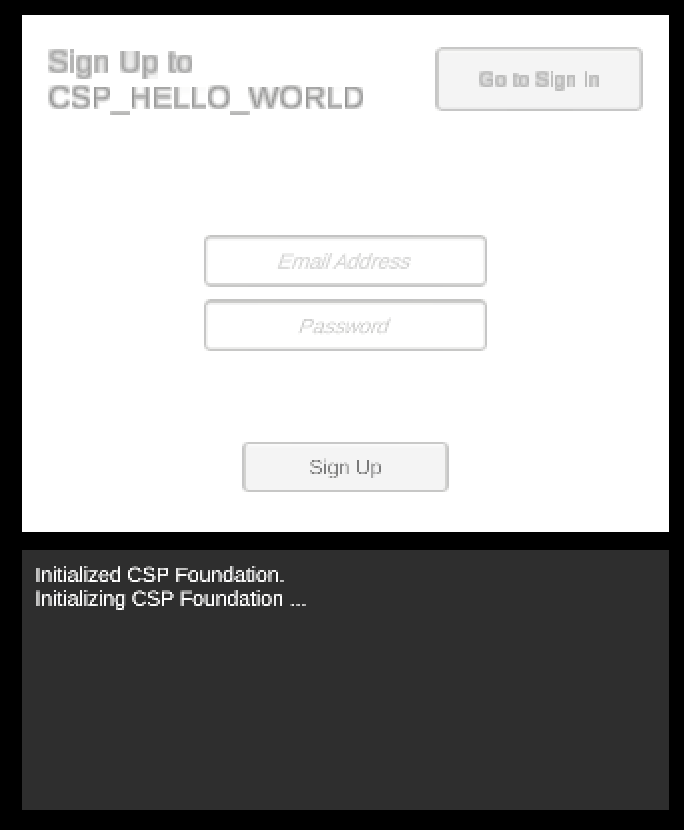 Sign Up to
CSP_HELLO_WORLD
Go to Sign In
Email Address
Password
Sign Up
Initialized CSP Foundation.
Initializing CSP Foundation ...